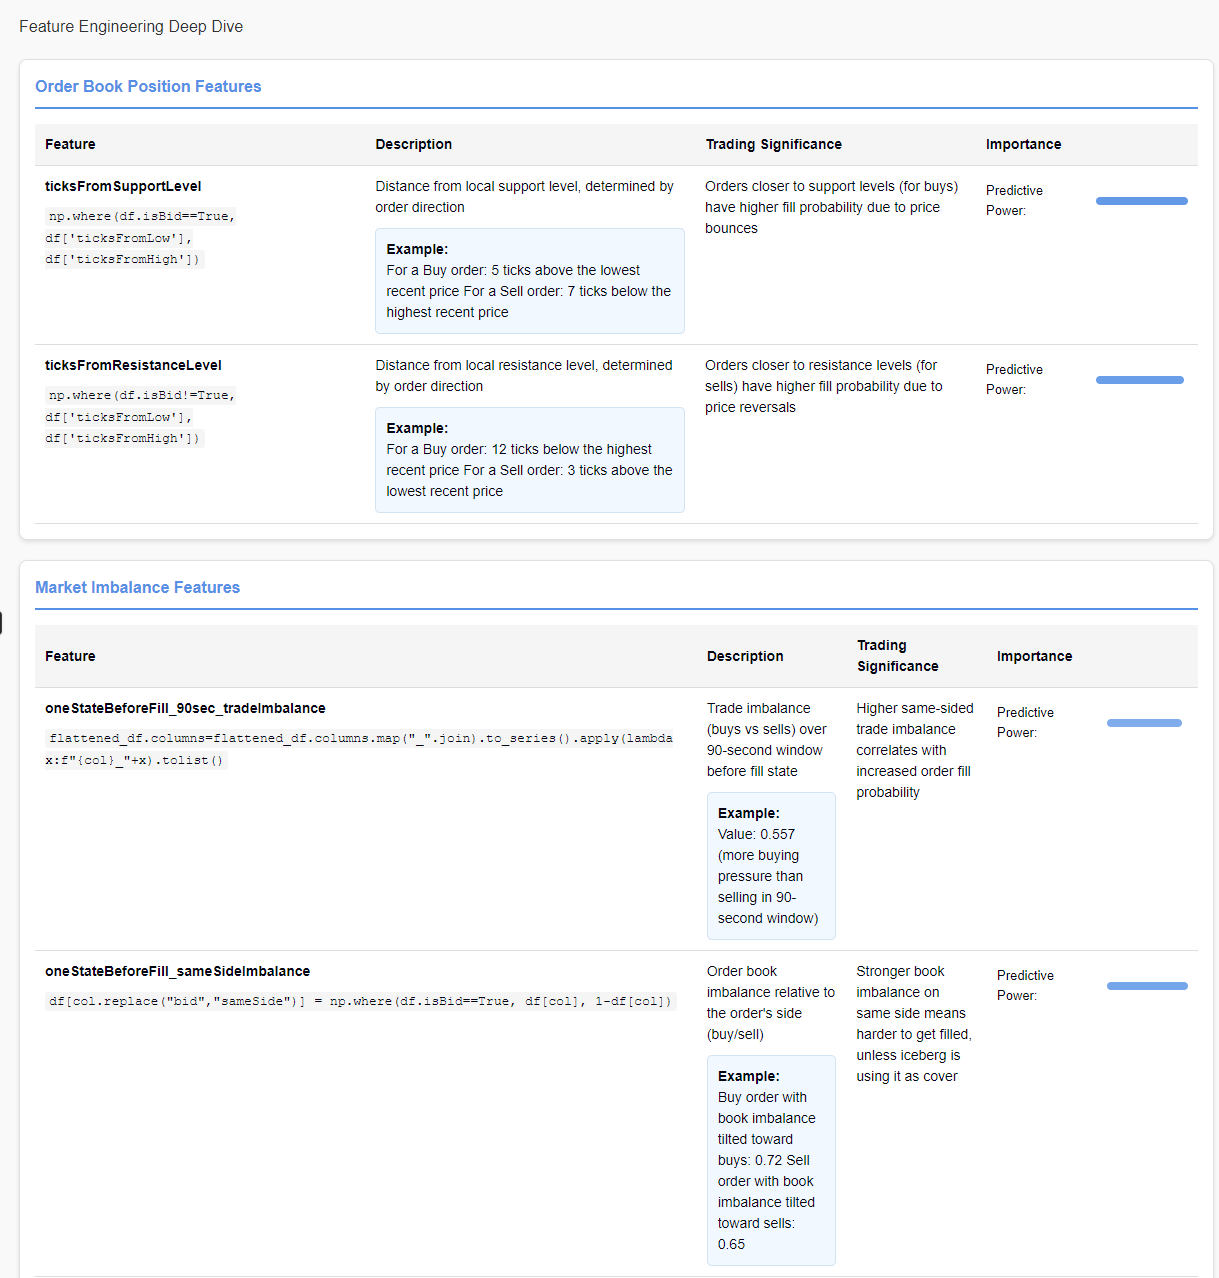 Feature Engineering Deep Dive
Order Book Position Features
Feature Description Trading Significance Importance
ticksFromSupportLevel
np.where(df.isBid==True,
df['ticksFromLow'],
df['ticksFromHigh'])
Distance from local support level, determined by
order direction
Example:
For a Buy order: 5 ticks above the lowest
recent price For a Sell order: 7 ticks below the
highest recent price
Orders closer to support levels (for buys)
have higher fill probability due to price
bounces
Predictive
Power:
ticksFromResistanceLevel
np.where(df.isBid!=True,
df['ticksFromLow'],
df['ticksFromHigh'])
Distance from local resistance level, determined
by order direction
Example:
For a Buy order: 12 ticks below the highest
recent price For a Sell order: 3 ticks above the
lowest recent price
Orders closer to resistance levels (for
sells) have higher fill probability due to
price reversals
Predictive
Power:
Market Imbalance Features
Feature Description Trading
Significance Importance
oneStateBeforeFill_90sec_tradeImbalance
flattened_df.columns=flattened_df.columns.map("_".join).to_series().apply(lambda
x:f"{col}_"+x).tolist()
Trade imbalance
(buys vs sells) over
90-second window
before fill state
Example:
Value: 0.557
(more buying
pressure than
selling in 90-
second window)
Higher same-sided
trade imbalance
correlates with
increased order fill
probability
Predictive
Power:
oneStateBeforeFill_sameSideImbalance
df[col.replace("bid","sameSide")] = np.where(df.isBid==True, df[col], 1-df[col])
Order book
imbalance relative to
the order's side
(buy/sell)
Example:
Buy order with
book imbalance
tilted toward
buys: 0.72 Sell
order with book
imbalance tilted
toward sells:
0.65
Stronger book
imbalance on
same side means
harder to get filled,
unless iceberg is
using it as cover
Predictive
Power: